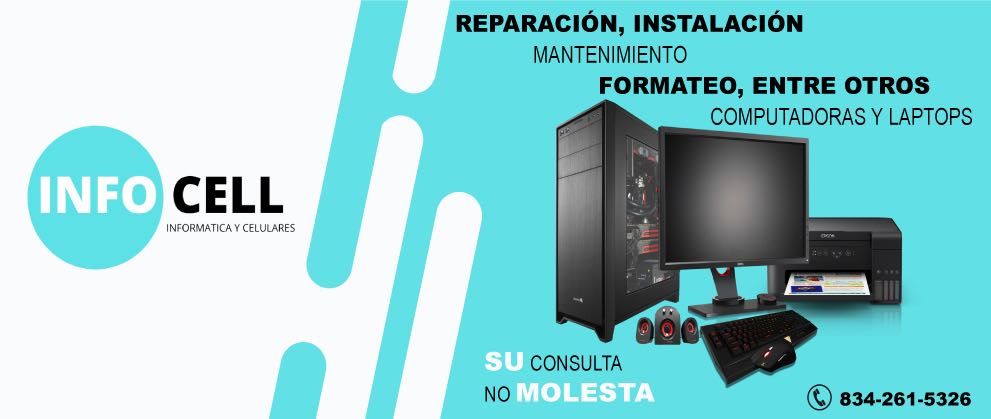 REPARACIÓN, INSTALACIÓN
MANTENIMIENTO
FORMATEO, ENTRE OTROS
COMPUTADORAS Y LAPTOPS
INFO CELL
INFORMATICA Y CELULARES
EPSON
SU CONSULTA
NO MOLESTA
834-261-5326